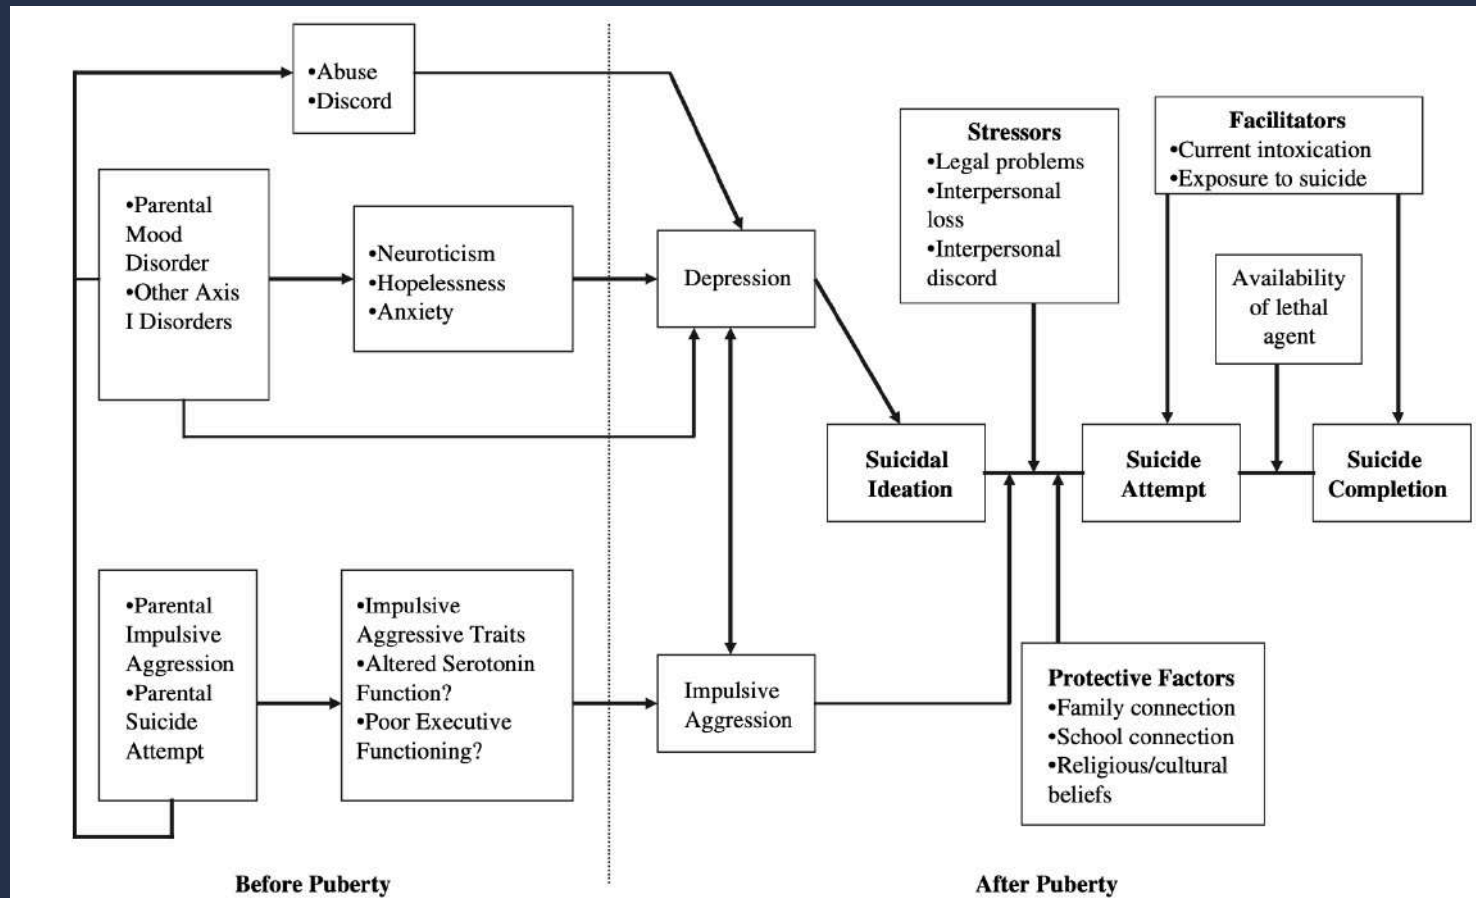 •Abuse
•Discord
•Parental
Mood
Disorder
•Other Axis
I Disorders
•Neuroticism
•Hopelessness
•Anxiety
Depression
Stressors
•Legal problems
•Interpersonal
loss
•Interpersonal
discord
Facilitators
•Current intoxication
•Exposure to suicide
Availability
of lethal
agent
Suicidal
Ideation
Suicide
Attempt
Suicide
Completion
•Parental
Impulsive
Aggression
•Parental
Suicide
Attempt
•Impulsive
Aggressive Traits
•Altered Serotonin
Function?
•Poor Executive
Functioning?
Impulsive
Aggression
Protective Factors
•Family connection
•School connection
•Religious/cultural
beliefs
Before Puberty
After Puberty